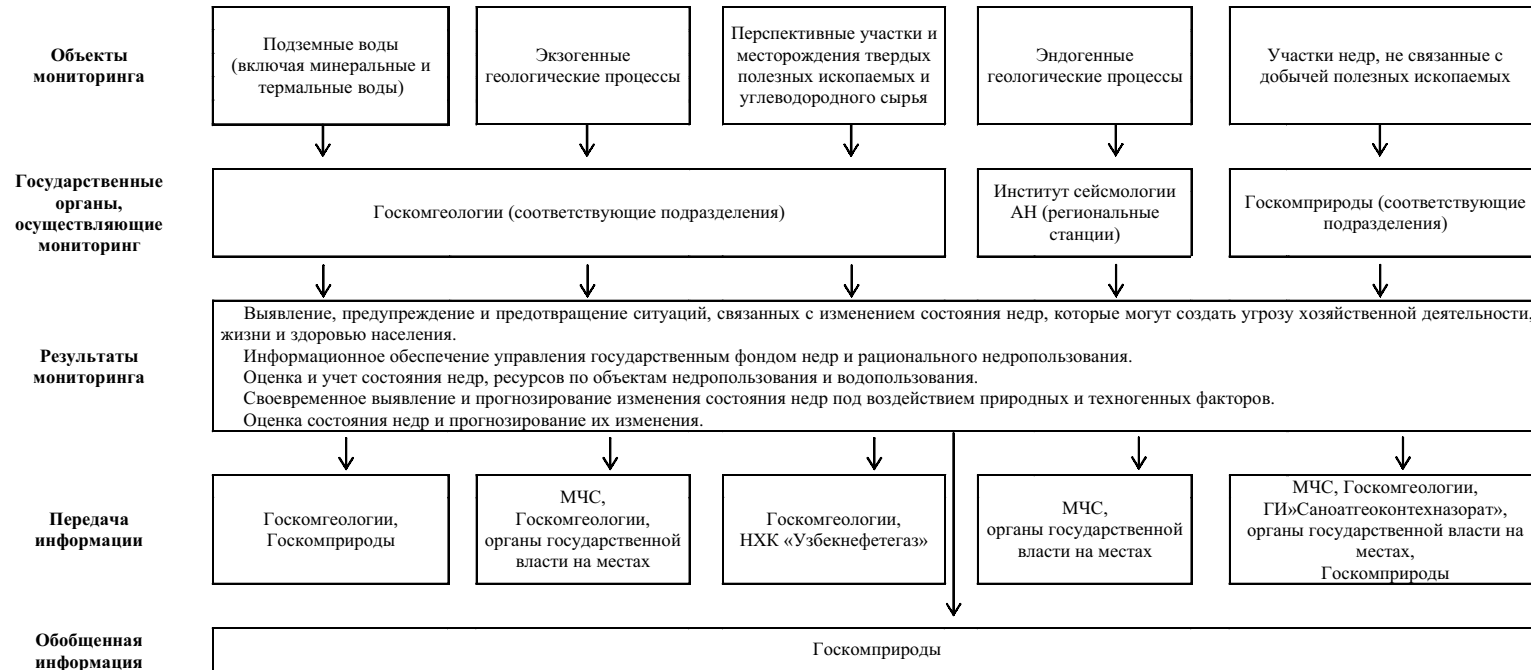 Объекты
мониторинга
Подземные воды
(включая минеральные и
термальные воды)
Экзогенные
геологические процессы
Перспективные участки и
месторождения твердых
полезных ископаемых и
углеводородного сырья
Эндогенные
геологические процессы
Участки недр, не связанные с
добычей полезных ископаемых
Государственные
органы,
осуществляющие
мониторинг
Госкомгеологии (соответствующие подразделения)
Институт сейсмологии
АН (региональные
станции)
Госкомприроды (соответствующие
подразделения)
Результаты
мониторинга
Выявление, предупреждение и предотвращение ситуаций, связанных с изменением состояния недр, которые могут создать угрозу хозяйственной деятельности,
жизни и здоровью населения.
Информационное обеспечение управления государственным фондом недр и рационального недропользования.
Оценка и учет состояния недр, ресурсов по объектам недропользования и водопользования.
Своевременное выявление и прогнозирование изменения состояния недр под воздействием природных и техногенных факторов.
Оценка состояния недр и прогнозирование их изменения.
Передача
информации
Госкомгеологии,
Госкомприроды
МЧС,
Госкомгеологии,
органы государственной
власти на местах
Госкомгеологии,
НХК «Узбекнефтегаз»
МЧС,
органы государственной
власти на местах
МЧС, Госкомгеологии,
ГИ»Саноатгеоконтехназорат»,
органы государственной власти на
местах,
Госкомприроды
Обобщенная
информация
Госкомприроды